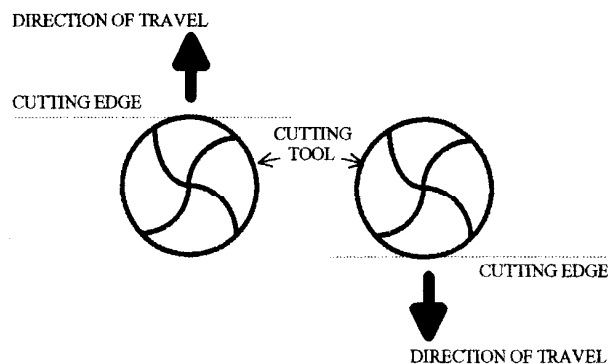 DIRECTION OF TRAVEL
CUTTING EDGE
CUTTING
TOOL
CUTTING EDGE
DIRECTION OF TRAVEL